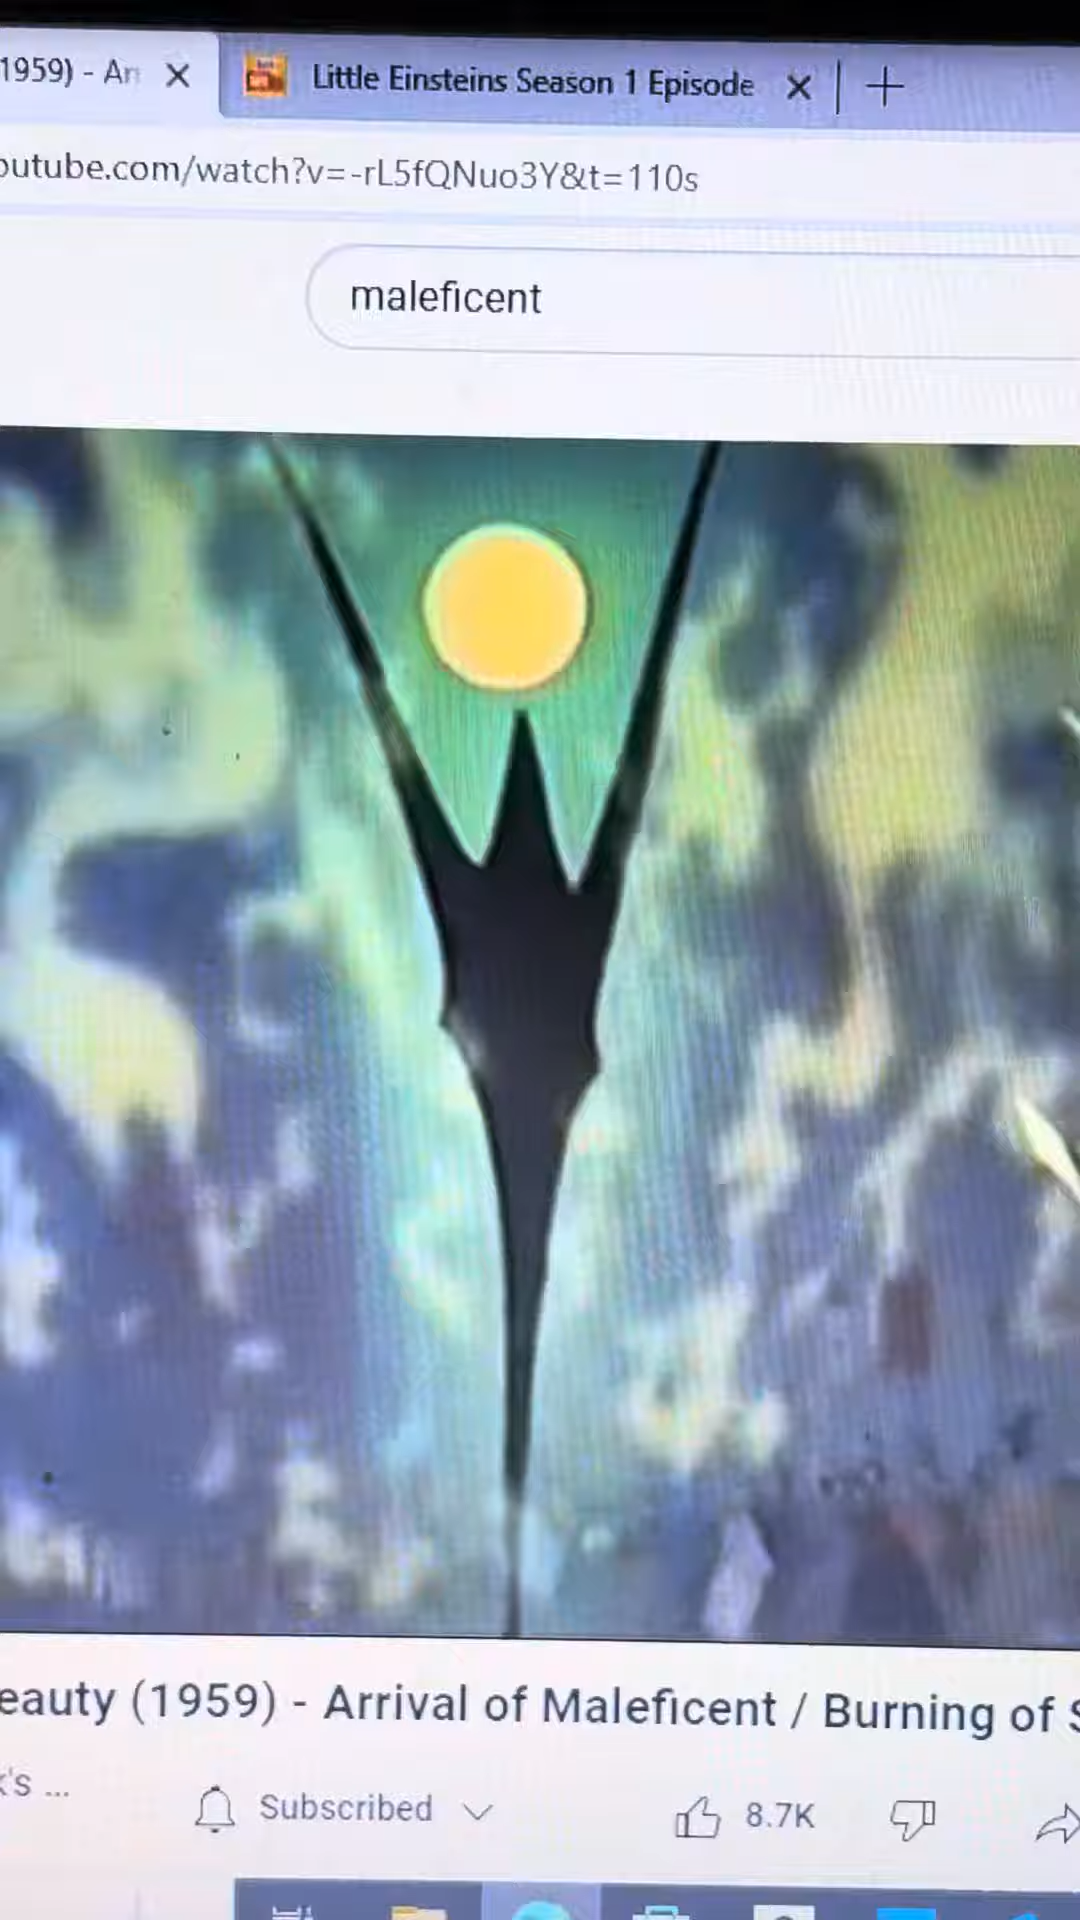 1959) - Ar
Little Einsteins Season 1 Episode
outube.com/watch?v=-rL5fQNuo3Y&t=110s
maleficent
eauty (1959) - Arrival of Maleficent / Burning of S
k's ...
Subscribed
8.7K